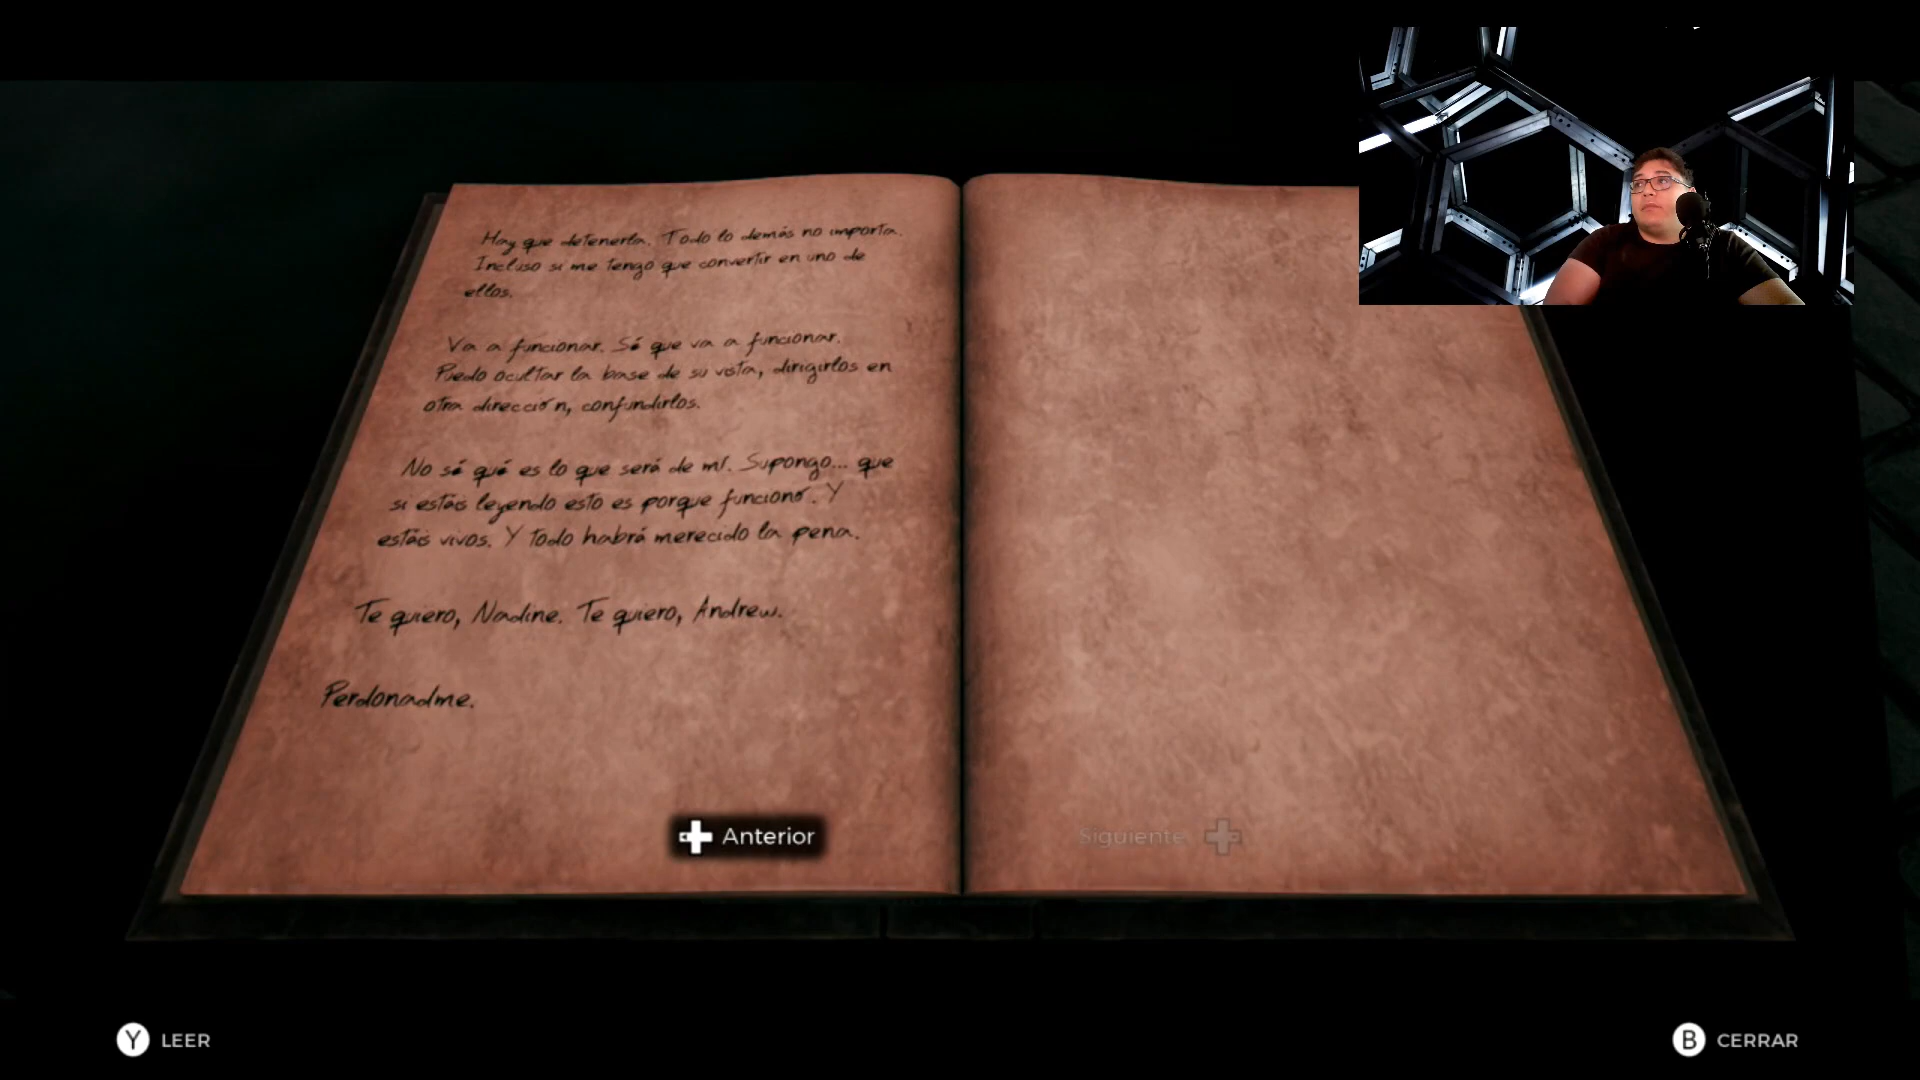 Hay que detenerla. Todo lo demás no importa.
Incluso si me tengo que convertir en uno de
ellos.
Va a funcionar. Sé que va a funcionar.
Puedo ocultar la base de su vista, dirigirlos en
otra dirección, confundirlos.
No sé qué es lo que será de mí. Supongo... que
si estáis leyendo esto es porque funcionó. Y
estáis vivos. Y todo habrá merecido la pena.
Te quiero, Nadine. Te quiero, Andrew.
Perdonadme.
Anterior
Siguiente
Y LEER
B CERRAR